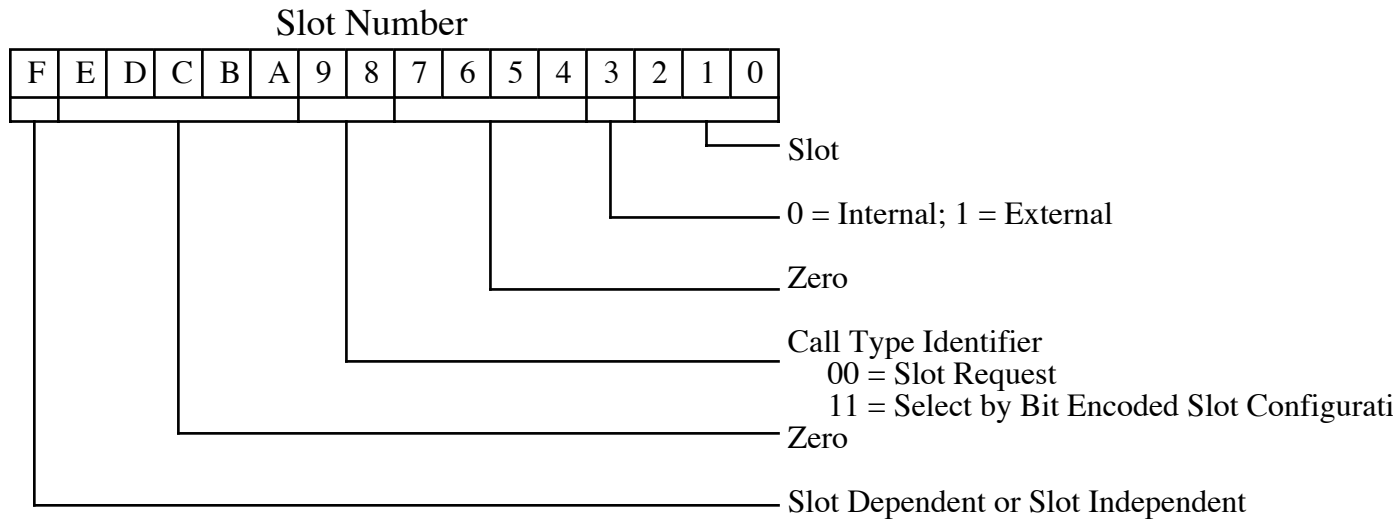 Slot Number
F E D C B A 9 8 7 6 5 4 3 2 1 0
Slot
0 = Internal; 1 = External
Zero
Call Type Identifier
00 = Slot Request
11 = Select by Bit Encoded Slot Configurati
Zero
Slot Dependent or Slot Independent